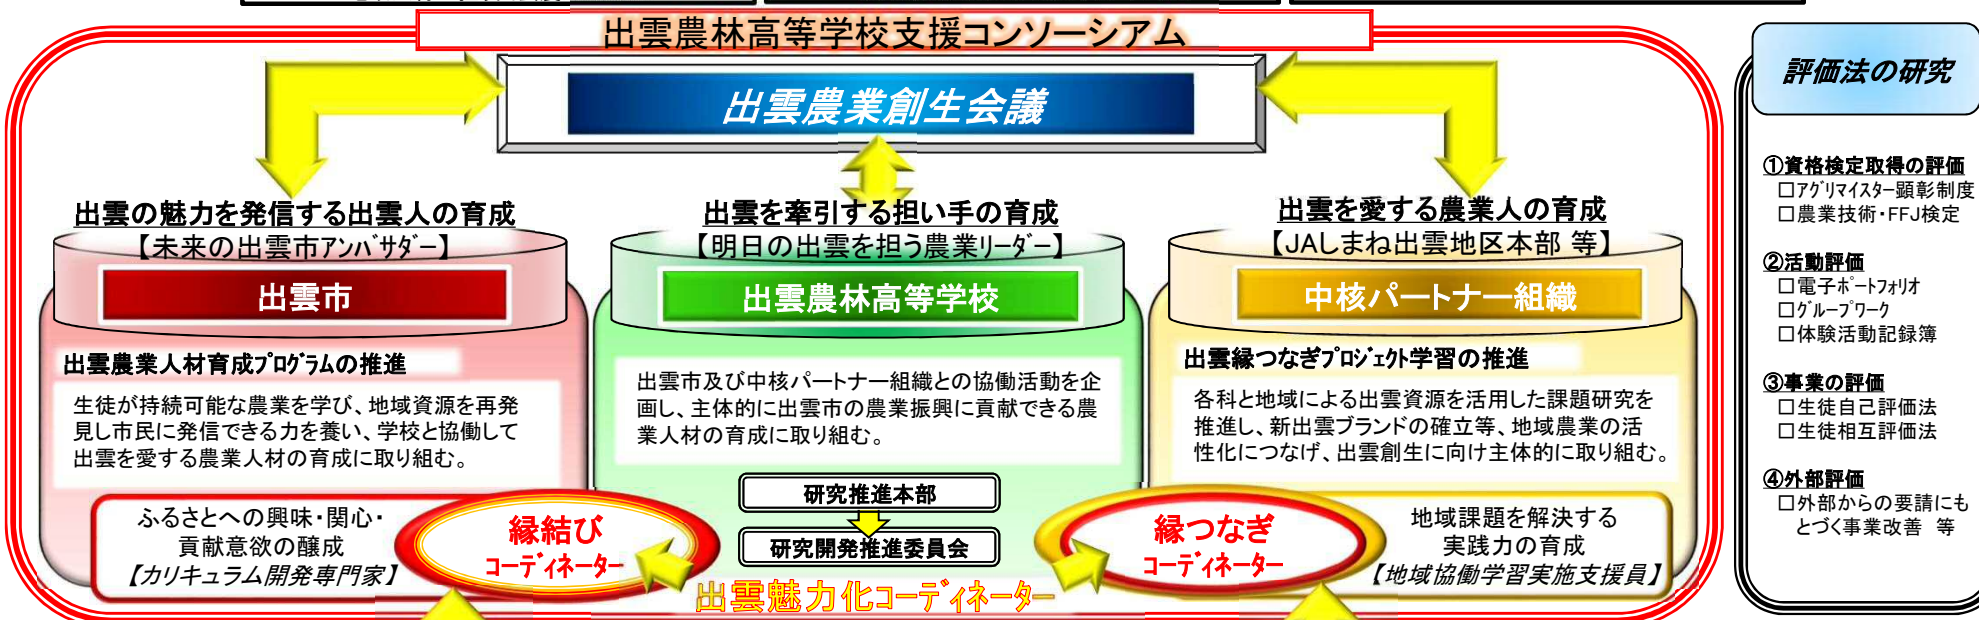 出雲農林高等学校支援コンソーシアム
出雲農業創生会議
出雲の魅力を発信する出雲人の育成
【未来の出雲市アンバサダー】
出雲市
出雲農業人材育成プログラムの推進
生徒が持続可能な農業を学び、地域資源を再発
見し市民に発信できる力を養い、学校と協働して
出雲を愛する農業人材の育成に取り組む。
ふるさとへの興味・関心・
貢献意欲の醸成
【カリキュラム開発専門家】
縁結び
コーディネーター
出雲を牽引する担い手の育成
【明日の出雲を担う農業リーダー】
出雲農林高等学校
出雲市及び中核パートナー組織との協働活動を企
画し、主体的に出雲市の農業振興に貢献できる農
業人材の育成に取り組む。
研究推進本部
研究開発推進委員会
出雲魅力化コーディネーター
出雲を愛する農業人の育成
【JAしまね出雲地区本部 等】
中核パートナー組織
出雲縁つなぎプロジェクト学習の推進
各科と地域による出雲資源を活用した課題研究を
推進し、新出雲ブランドの確立等、地域農業の活
性化につなげ、出雲創生に向け主体的に取り組む。
縁つなぎ
コーディネーター
地域課題を解決する
実践力の育成
【地域協働学習実施支援員】
評価法の研究
①資格検定取得の評価
□アグリマイスター顕彰制度
□農業技術・FFJ検定
②活動評価
□電子ポートフォリオ
□グループワーク
□体験活動記録簿
③事業の評価
□生徒自己評価法
□生徒相互評価法
④外部評価
□外部からの要請にも
とづく事業改善 等